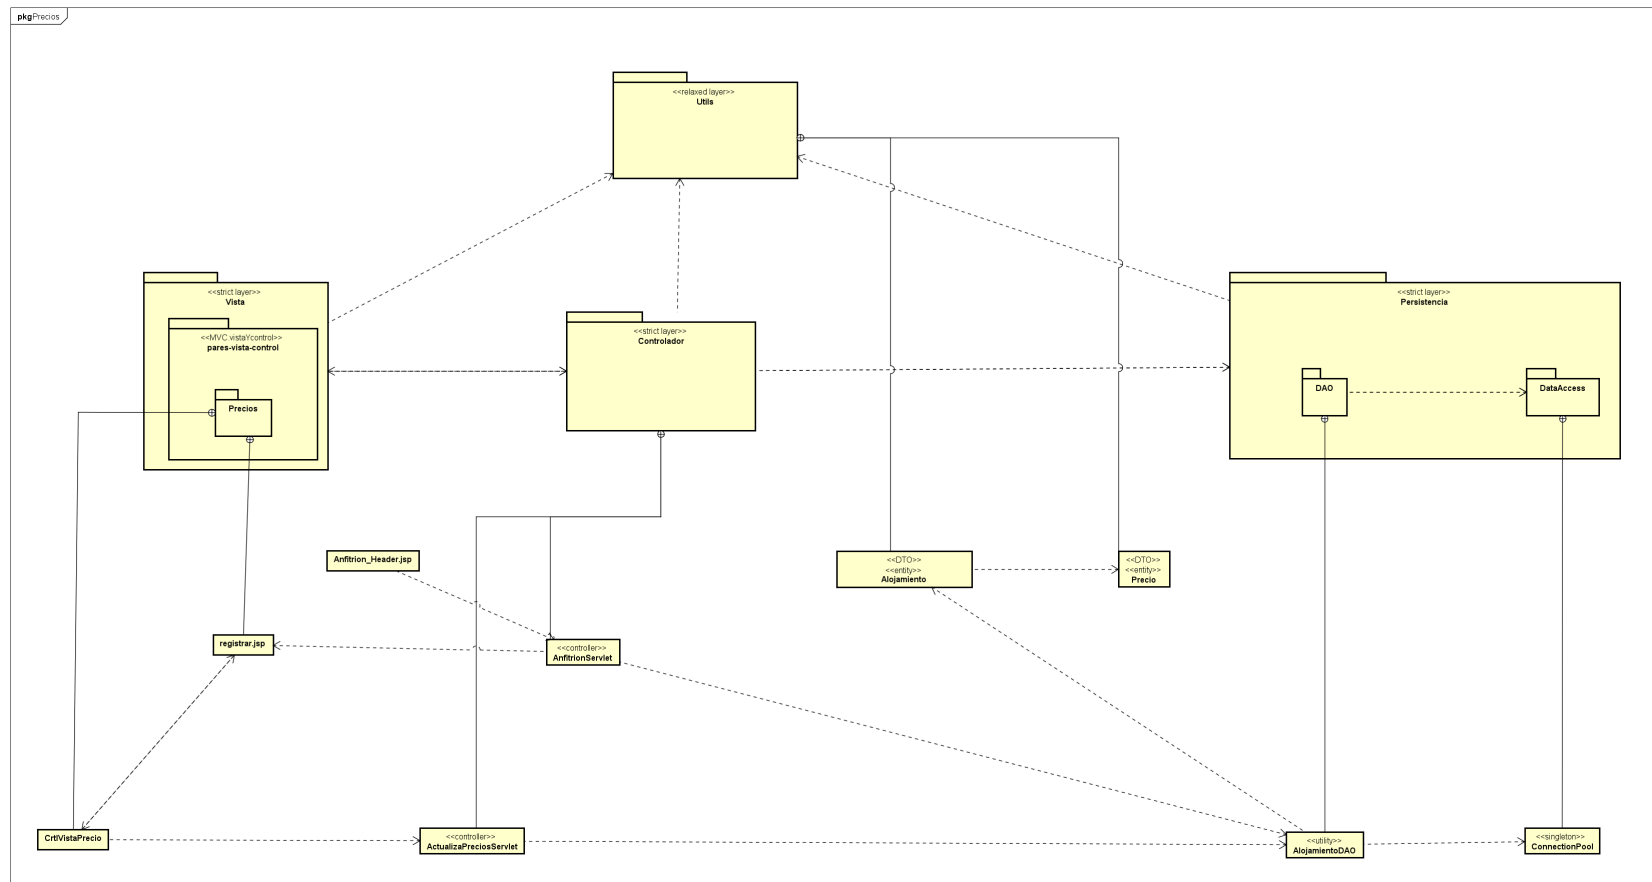 pkg Precios
<<relaxed layer>>
Utils
<<strict layer>>
Vista
<<MVC.vistaYcontrol>>
pares-vista-control
Precios
<<strict layer>>
Controlador
<<strict layer>>
Persistencia
DAO
DataAccess
Anfitrion_Header.jsp
<<DTO>>
<<entity>>
Alojamiento
<<DTO>>
<<entity>>
Precio
registrar.jsp
<<controller>>
AnfitrionServlet
CrtlVistaPrecio
<<controller>>
ActualizaPreciosServlet
<<utility>>
AlojamientoDAO
<<singleton>>
ConnectionPool